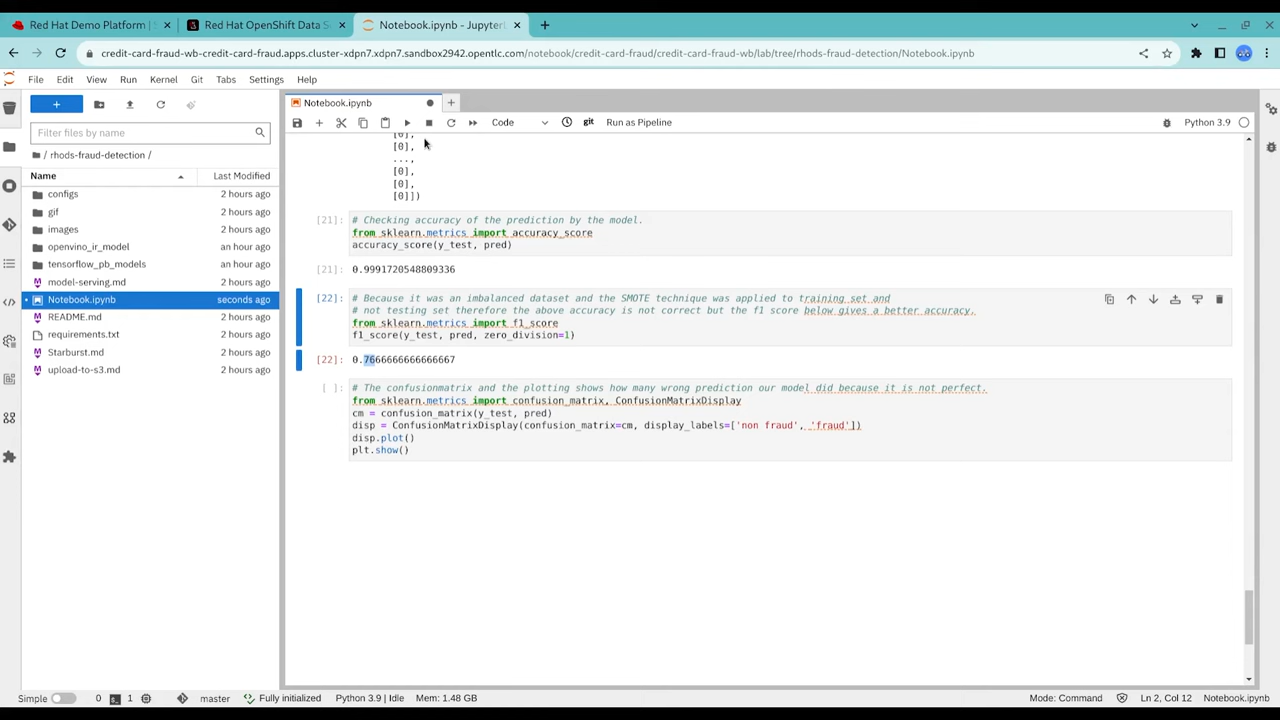 Red Hat Demo Platform |
Red Hat OpenShift Data S
Notebook.ipynb - Jupyter
credit-card-fraud-wb-credit-card-fraud.apps.cluster-xdpn7.xdpn7.sandbox2942.opentlc.com/notebook/credit-card-fraud/credit-card-fraud-wb/lab/tree/rhods-fraud-detection/Notebook.ipynb
File Edit View Run Kernel Git Tabs Settings Help
Notebook.ipynb
Filter files by name
Code
git
Run as Pipeline
Python 3.9
/ rhods-fraud-detection /
Name Last Modified
configs 2 hours ago
gif 2 hours ago
images 2 hours ago
openvino_ir_model an hour ago
tensorflow_pb_models an hour ago
model-serving.md 2 hours ago
Notebook.ipynb seconds ago
README.md 2 hours ago
requirements.txt 2 hours ago
Starburst.md 2 hours ago
upload-to-s3.md 2 hours ago
[0],
[0],
...,
[0],
[0],
[0]])
[21]: # Checking accuracy of the prediction by the model.
from sklearn.metrics import accuracy_score
accuracy_score(y_test, pred)
[21]: 0.9991720548809336
[22]: # Because it was an imbalanced dataset and the SMOTE technique was applied to training set and
# not testing set therefore the above accuracy is not correct but the f1 score below gives a better accuracy.
from sklearn.metrics import f1_score
f1_score(y_test, pred, zero_division=1)
[22]: 0.7666666666666667
[ ]: # The confusionmatrix and the plotting shows how many wrong prediction our model did because it is not perfect.
from sklearn.metrics import confusion_matrix, ConfusionMatrixDisplay
cm = confusion_matrix(y_test, pred)
disp = ConfusionMatrixDisplay(confusion_matrix=cm, display_labels=['non fraud', 'fraud'])
disp.plot()
plt.show()
Simple 0 1 master Fully initialized Python 3.9 | Idle Mem: 1.48 GB Mode: Command Ln 2, Col 12 Notebook.ipynb